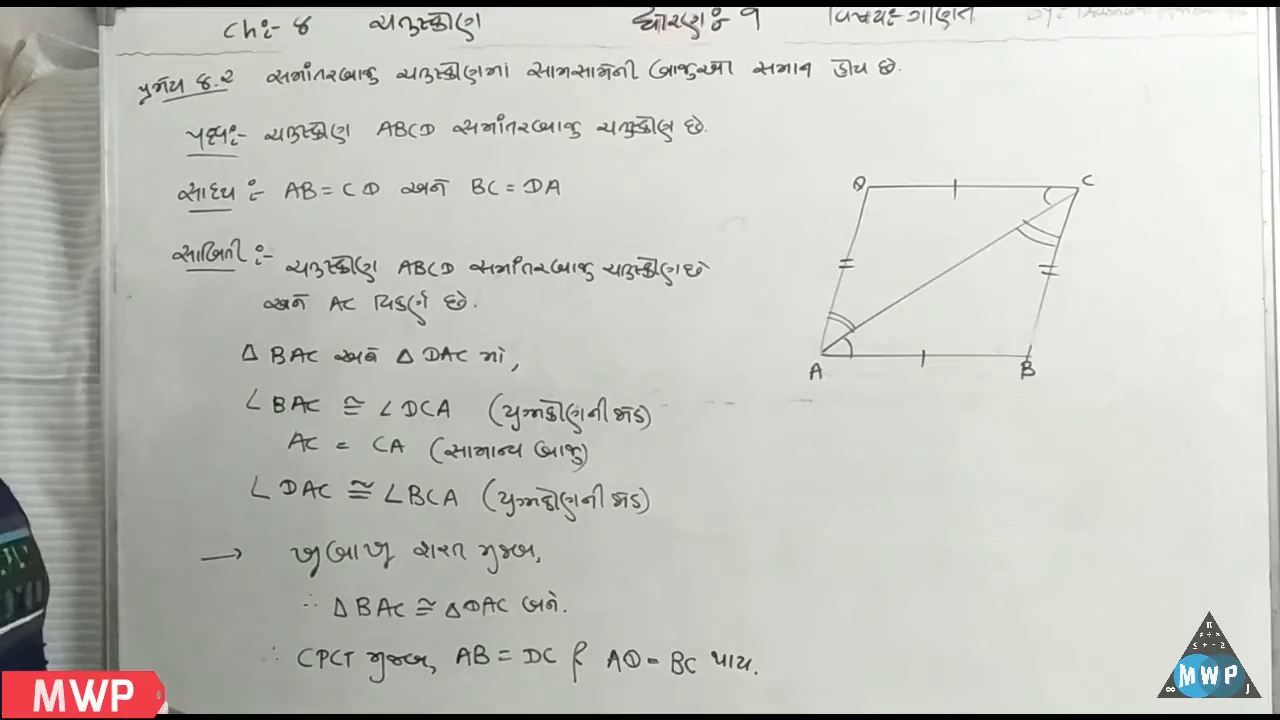 Ch:- 8 ચતુષ્કોણ ધોરણ:- 9 વિષય:- ગણિત By:
પ્રમેય 8.2 સમાંતરબાજુ ચતુષ્કોણમાં સામસામેની બાજુઓ સમાન હોય છે.
પક્ષ:- ચતુષ્કોણ ABCD સમાંતરબાજુ ચતુષ્કોણ છે.
સાધ્ય:- AB = CD અને BC = DA
સાબિતી:- ચતુષ્કોણ ABCD સમાંતરબાજુ ચતુષ્કોણ છે
અને AC વિકર્ણ છે.
Δ BAC અને Δ DAC માં,
∠ BAC ≅ ∠ DCA (યુગ્મકોણની જોડ)
AC = CA (સામાન્ય બાજુ)
∠ DAC ≅ ∠ BCA (યુગ્મકોણની જોડ)
→ ખૂબાખૂ શરત મુજબ,
∴ Δ BAC ≅ Δ DAC બને.
∴ CPCT મુજબ, AB = DC ને AD = BC થાય.
D C
A B
MWP
π
MWP
∞